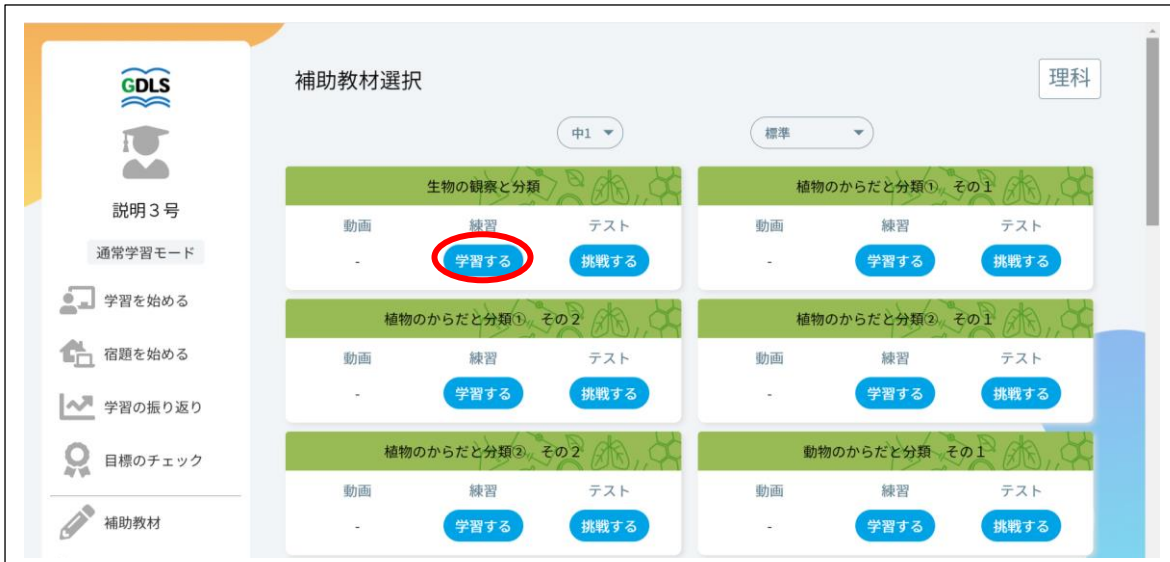 GDLS
説明３号
通常学習モード
学習を始める
宿題を始める
学習の振り返り
目標のチェック
補助教材
補助教材選択
理科
中1
標準
生物の観察と分類
動画 練習 テスト
- 学習する 挑戦する
植物のからだと分類① その１
動画 練習 テスト
- 学習する 挑戦する
植物のからだと分類① その２
動画 練習 テスト
- 学習する 挑戦する
植物のからだと分類② その１
動画 練習 テスト
- 学習する 挑戦する
植物のからだと分類② その２
動画 練習 テスト
- 学習する 挑戦する
動物のからだと分類 その１
動画 練習 テスト
- 学習する 挑戦する